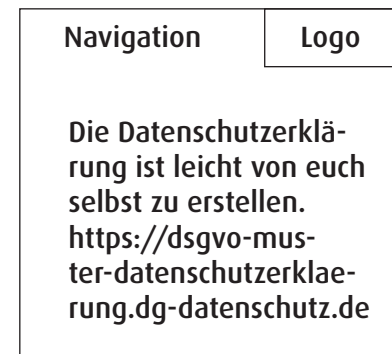 Navigation
Logo
Die Datenschutzerklä-
rung ist leicht von euch
selbst zu erstellen.
https://dsgvo-mus-
ter-datenschutzerklae-
rung.dg-datenschutz.de